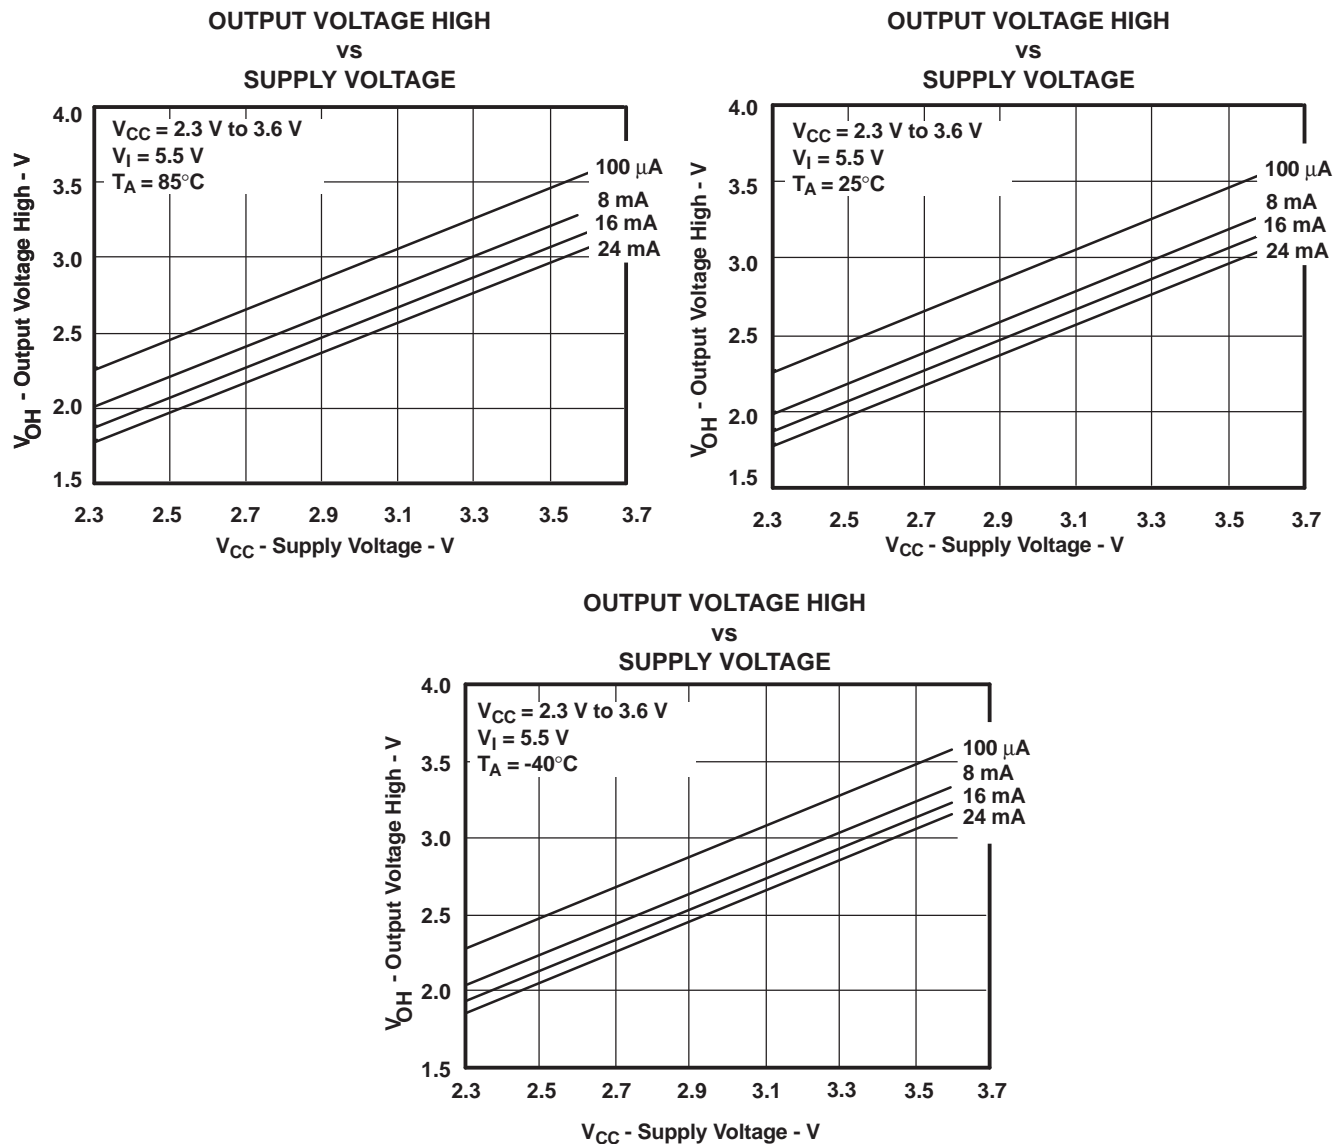 OUTPUT VOLTAGE HIGH
vs
SUPPLY VOLTAGE
4.0
3.5
3.0
2.5
2.0
1.5
VOH - Output Voltage High - V
VCC = 2.3 V to 3.6 V
VI = 5.5 V
TA = 85°C
100 μA
8 mA
16 mA
24 mA
2.3 2.5 2.7 2.9 3.1 3.3 3.5 3.7
VCC - Supply Voltage - V
OUTPUT VOLTAGE HIGH
vs
SUPPLY VOLTAGE
4.0
3.5
3.0
2.5
2.0
1.5
VOH - Output Voltage High - V
VCC = 2.3 V to 3.6 V
VI = 5.5 V
TA = 25°C
100 μA
8 mA
16 mA
24 mA
2.3 2.5 2.7 2.9 3.1 3.3 3.5 3.7
VCC - Supply Voltage - V
OUTPUT VOLTAGE HIGH
vs
SUPPLY VOLTAGE
4.0
3.5
3.0
2.5
2.0
1.5
VOH - Output Voltage High - V
VCC = 2.3 V to 3.6 V
VI = 5.5 V
TA = -40°C
100 μA
8 mA
16 mA
24 mA
2.3 2.5 2.7 2.9 3.1 3.3 3.5 3.7
VCC - Supply Voltage - V